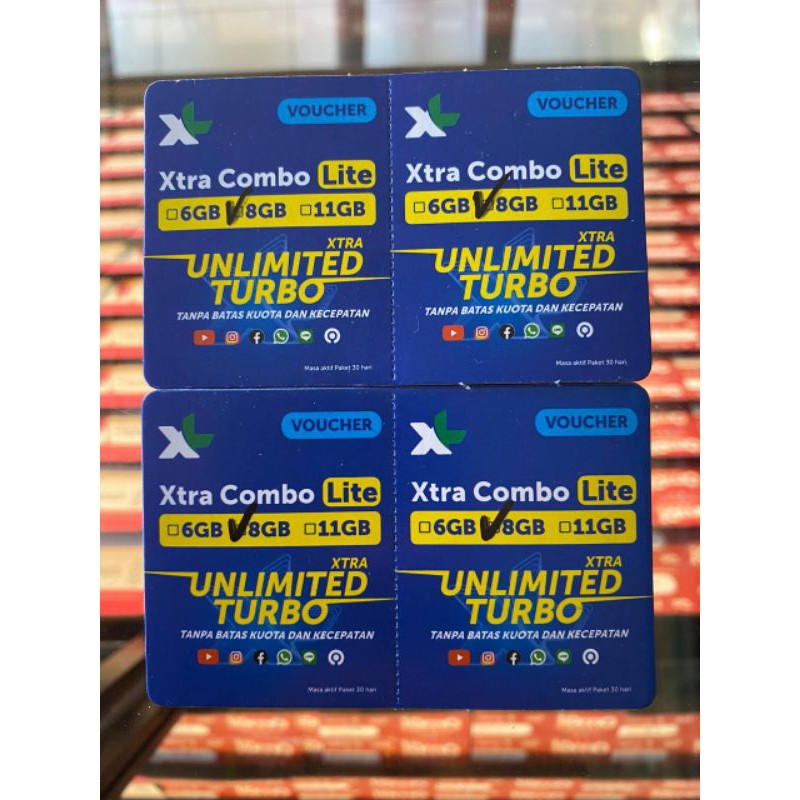 XL VOUCHER
Xtra Combo Lite
6GB 8GB 11GB
XTRA
UNLIMITED
TURBO
TANPA BATAS KUOTA DAN KECEPATAN
Masa aktif Paket 30 hari
XL VOUCHER
Xtra Combo Lite
6GB 8GB 11GB
XTRA
UNLIMITED
TURBO
TANPA BATAS KUOTA DAN KECEPATAN
Masa aktif Paket 30 hari
XL VOUCHER
Xtra Combo Lite
6GB 8GB 11GB
XTRA
UNLIMITED
TURBO
TANPA BATAS KUOTA DAN KECEPATAN
Masa aktif Paket 30 hari
XL VOUCHER
Xtra Combo Lite
6GB 8GB 11GB
XTRA
UNLIMITED
TURBO
TANPA BATAS KUOTA DAN KECEPATAN
Masa aktif Paket 30 hari